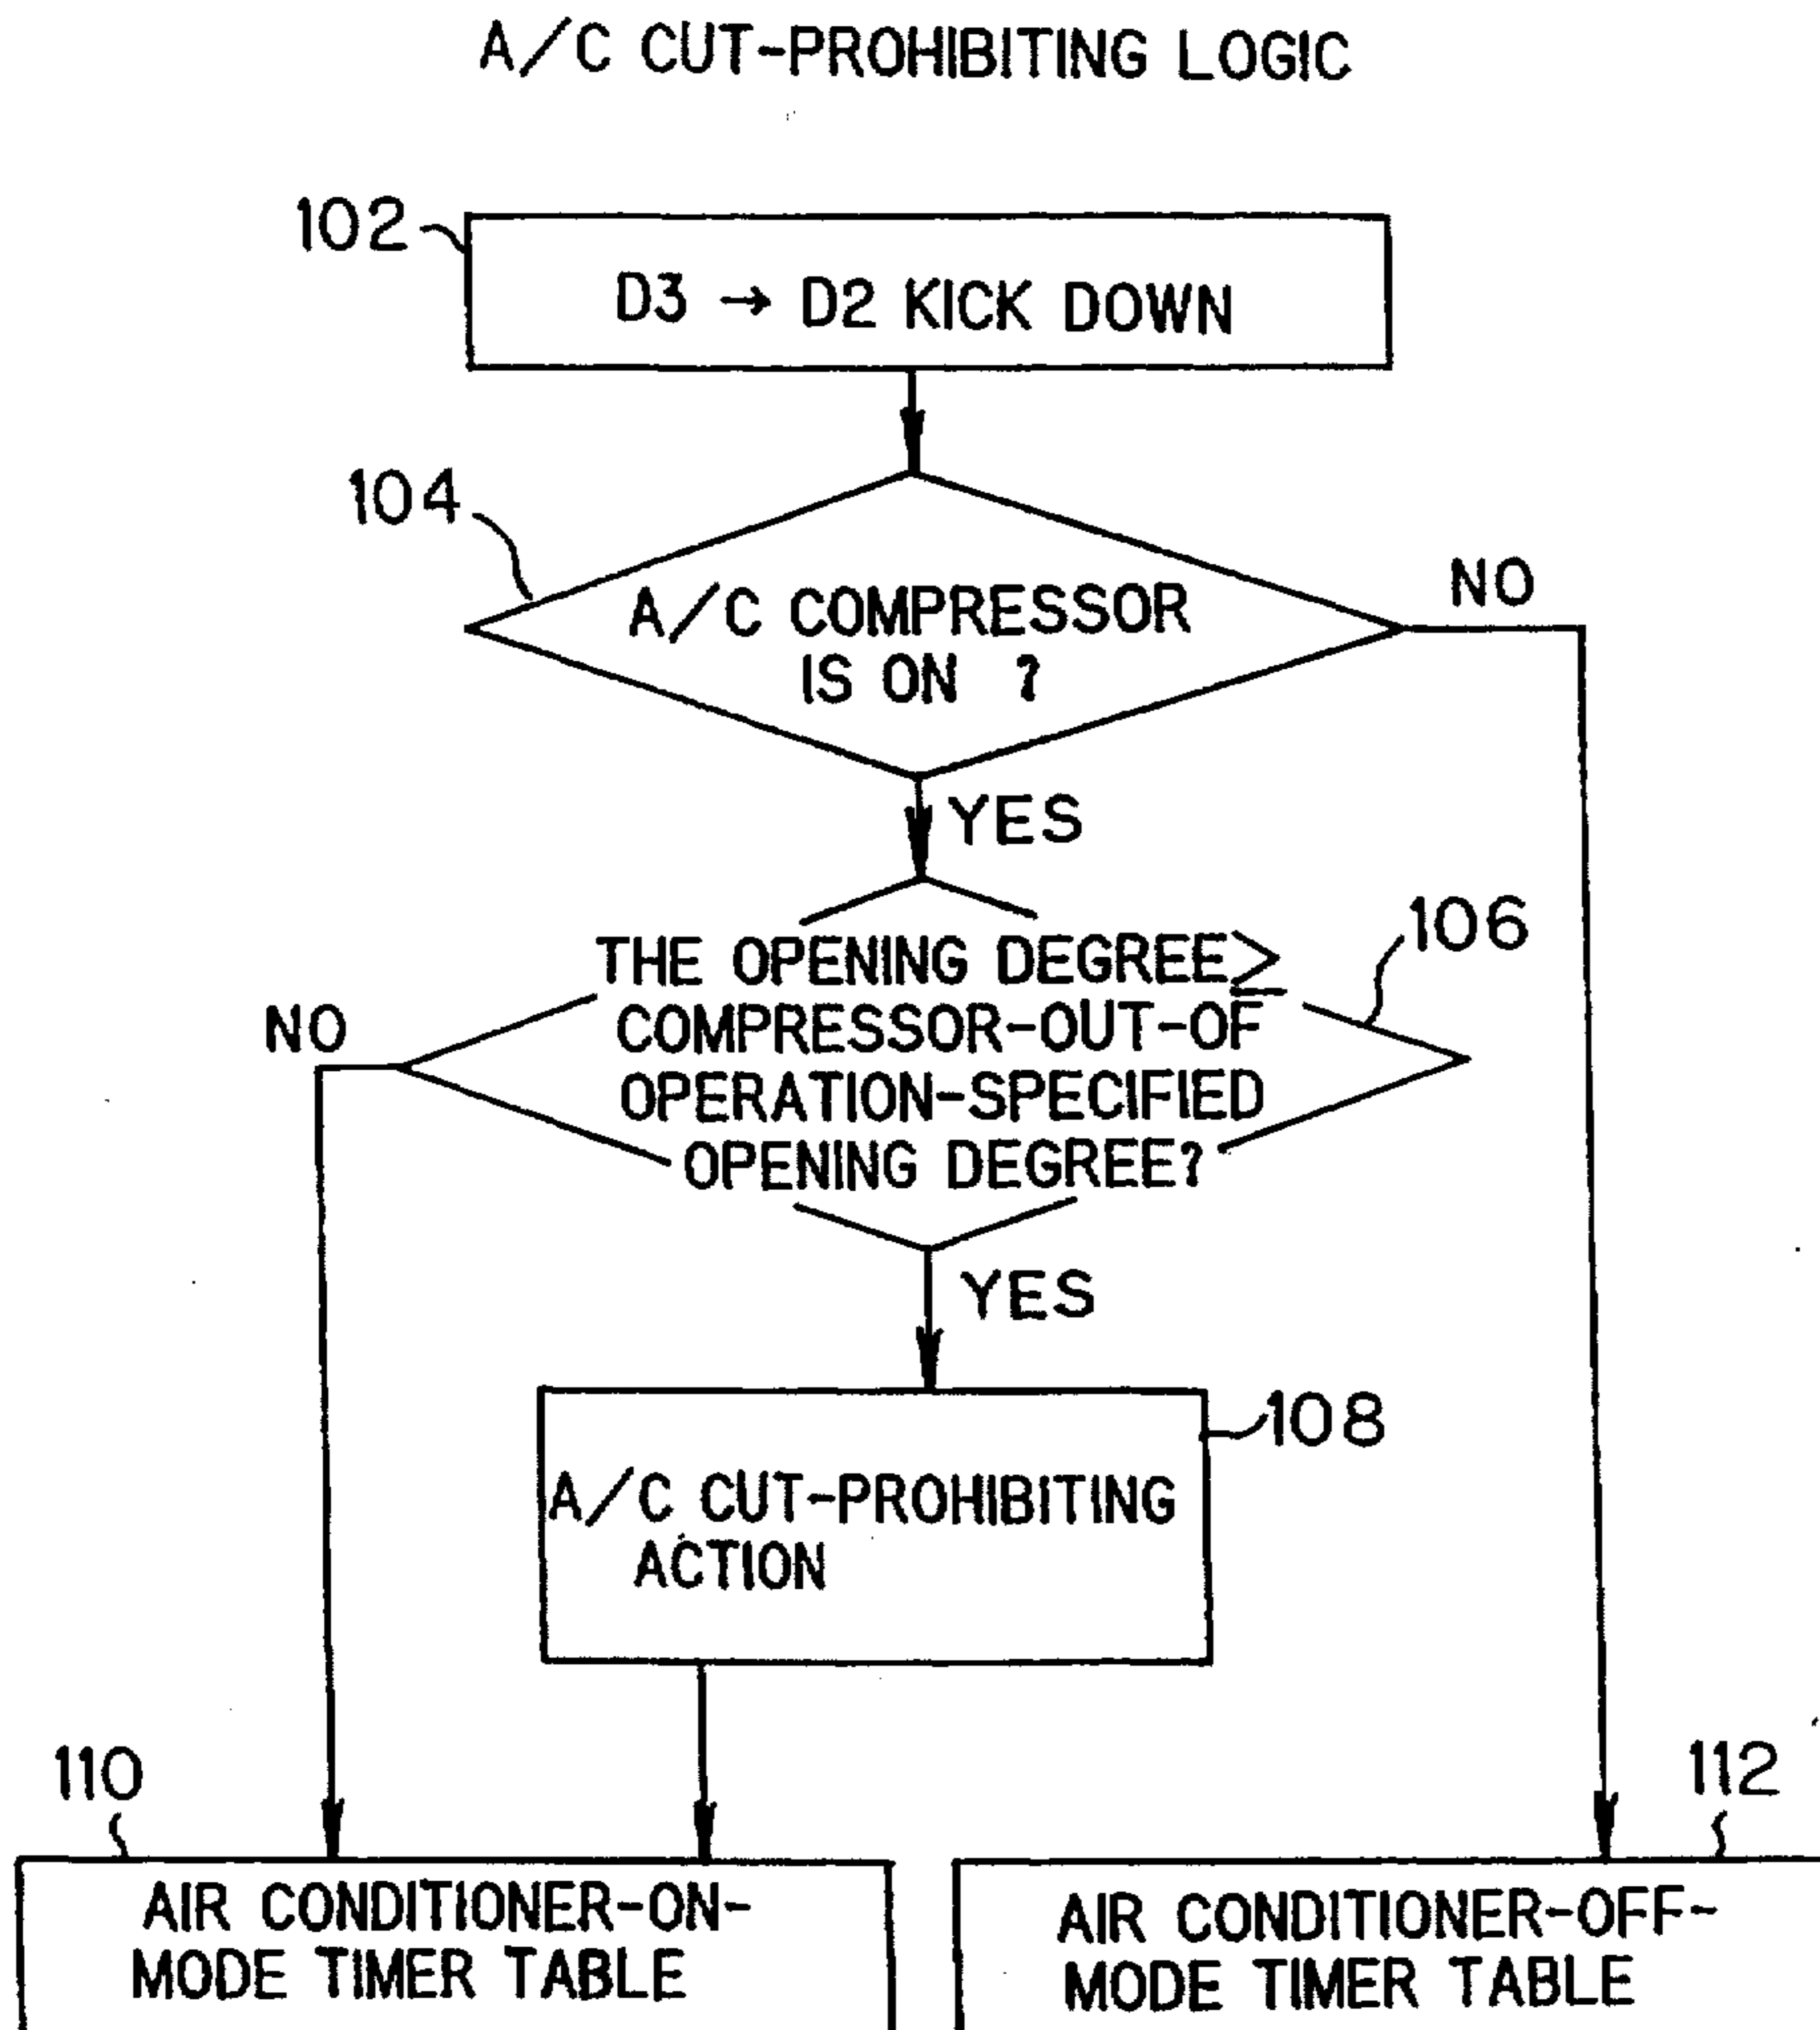 A/C CUT-PROHIBITING LOGIC
102
D3 → D2 KICK DOWN
104
A/C COMPRESSOR
IS ON ?
NO
YES
106
THE OPENING DEGREE≥
COMPRESSOR-OUT-OF
OPERATION-SPECIFIED
OPENING DEGREE?
NO
YES
108
A/C CUT-PROHIBITING
ACTION
110
AIR CONDITIONER-ON-
MODE TIMER TABLE
112
AIR CONDITIONER-OFF-
MODE TIMER TABLE